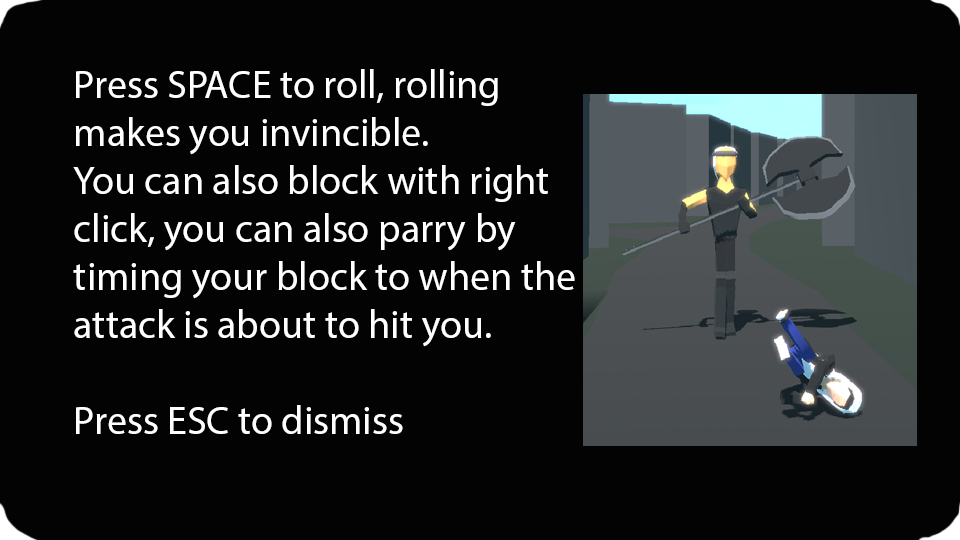 Press SPACE to roll, rolling
makes you invincible.
You can also block with right
click, you can also parry by
timing your block to when the
attack is about to hit you.
Press ESC to dismiss